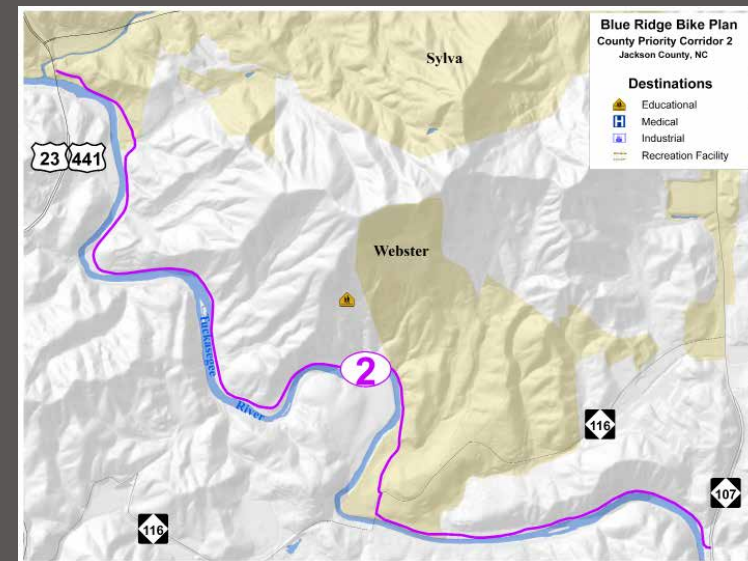 Blue Ridge Bike Plan
County Priority Corridor 2
Jackson County, NC
Destinations
Educational
H Medical
Industrial
Recreation Facility
Sylva
23 441
Webster
Tuckasegee
River
2
116
116
107